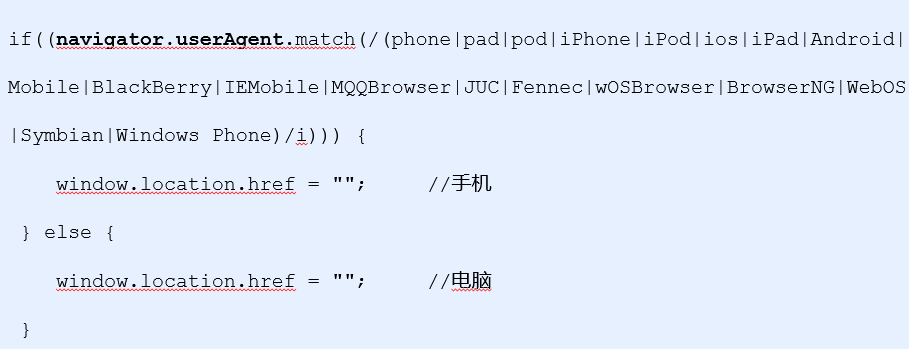 if((navigator.userAgent.match(/(phone|pad|pod|iPhone|iPod|ios|iPad|Android|
Mobile|BlackBerry|IEMobile|MQQBrowser|JUC|Fennec|wOSBrowser|BrowserNG|WebOS
|Symbian|Windows Phone)/i))) {
    window.location.href = "";     //手机
 } else {
    window.location.href = "";     //电脑
 }